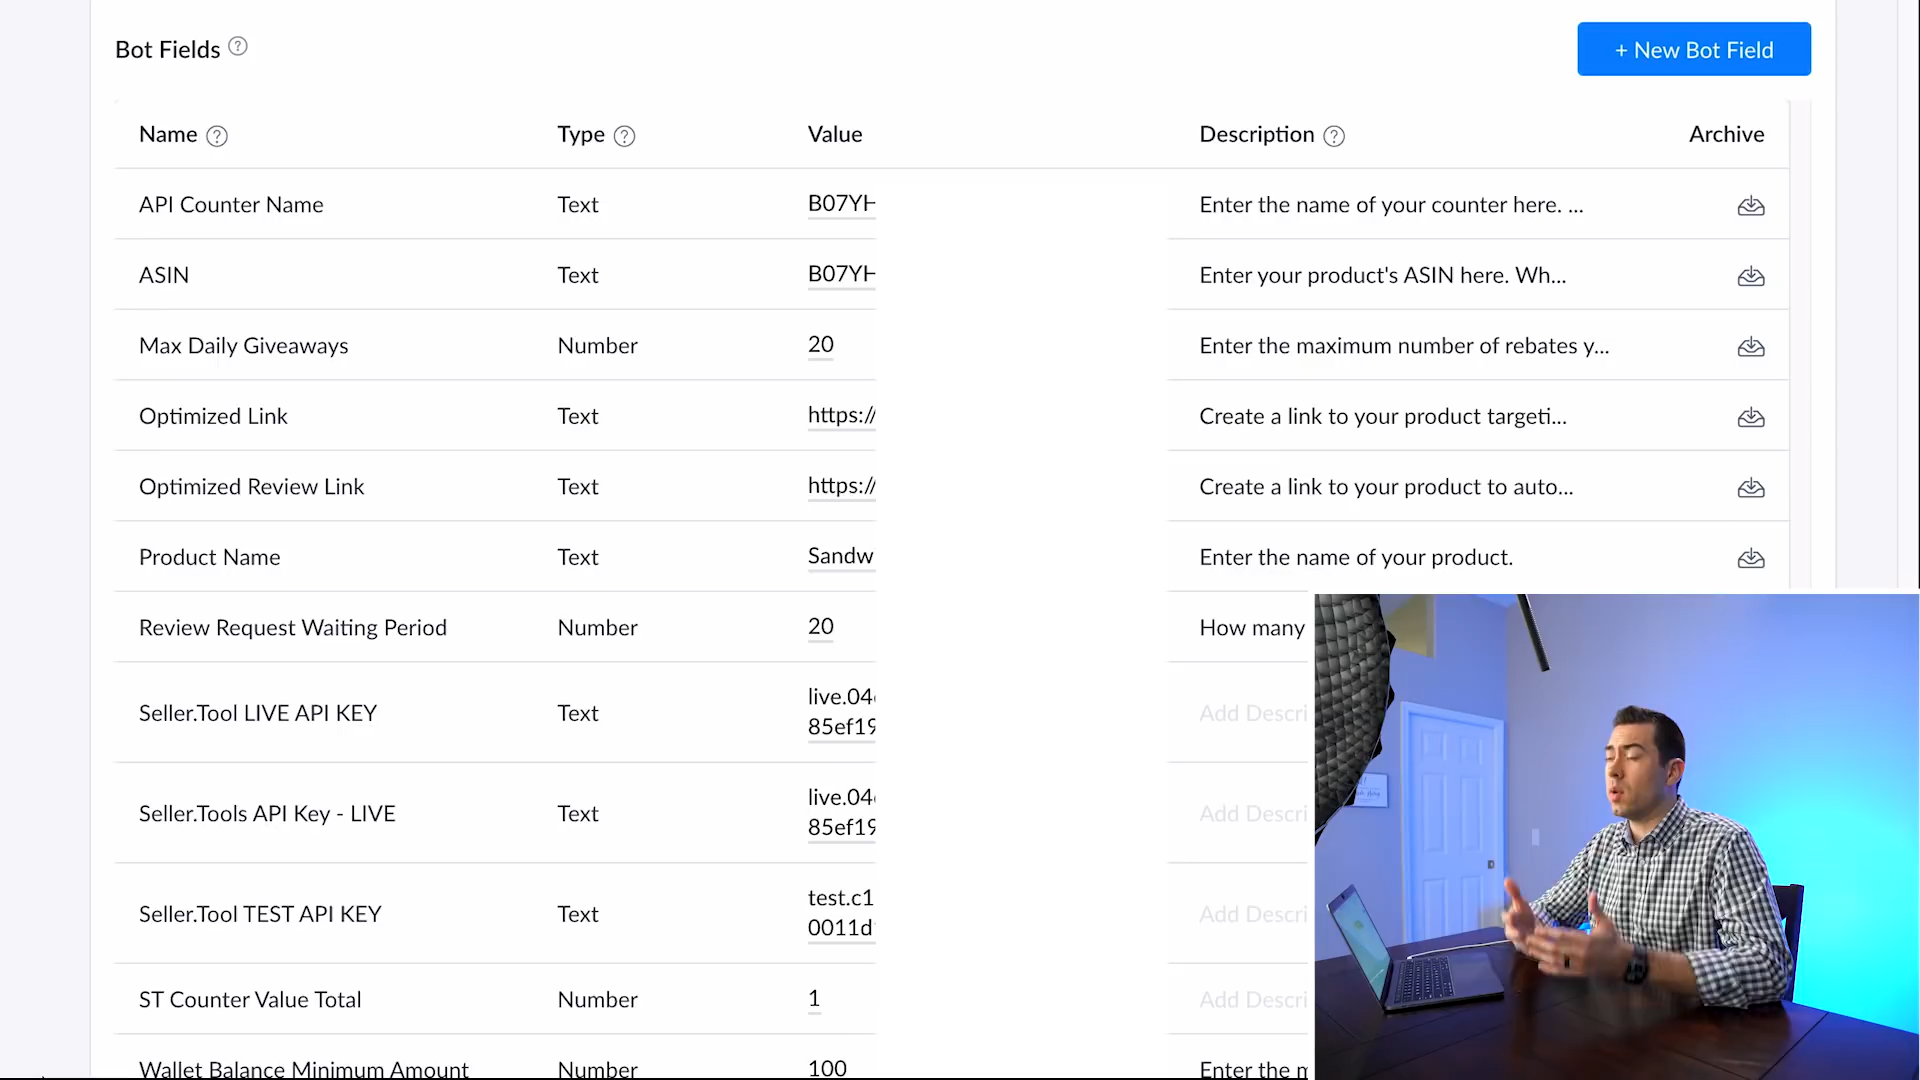 Bot Fields
+ New Bot Field
Name
Type
Value
Description
Archive
API Counter Name
Text
B07YH
Enter the name of your counter here. ...
ASIN
Text
B07YH
Enter your product's ASIN here. Wh...
Max Daily Giveaways
Number
20
Enter the maximum number of rebates y...
Optimized Link
Text
https://
Create a link to your product targeti...
Optimized Review Link
Text
https://
Create a link to your product to auto...
Product Name
Text
Sandw
Enter the name of your product.
Review Request Waiting Period
Number
20
How many
Seller.Tool LIVE API KEY
Text
live.04
85ef19
Add Descri
Seller.Tools API Key - LIVE
Text
live.04
85ef19
Add Descri
Seller.Tool TEST API KEY
Text
test.c1
0011d
Add Descri
ST Counter Value Total
Number
1
Add Descri
Wallet Balance Minimum Amount
Number
100
Enter the m